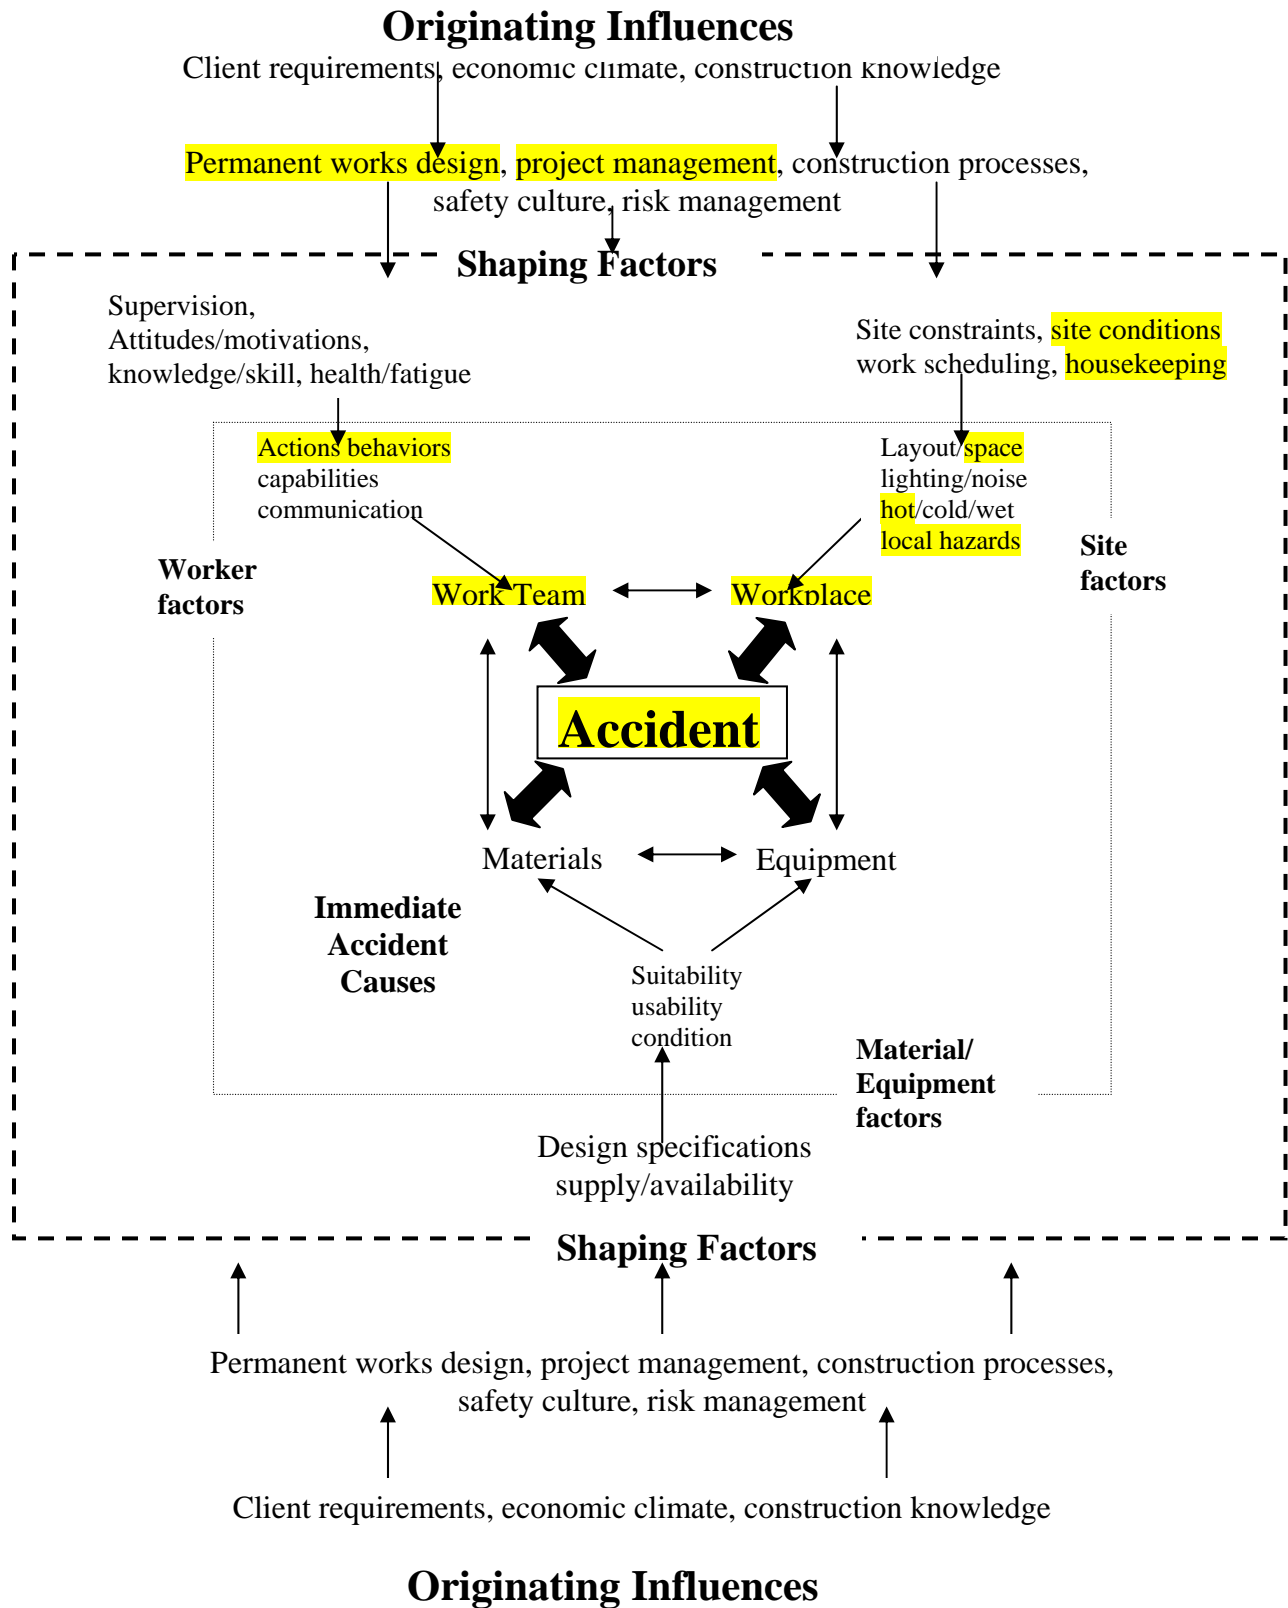 Originating Influences
Client requirements, economic climate, construction knowledge
Permanent works design, project management, construction processes,
safety culture, risk management
Shaping Factors
Supervision,
Attitudes/motivations,
knowledge/skill, health/fatigue
Site constraints, site conditions
work scheduling, housekeeping
Actions behaviors
capabilities
communication
Layout/space
lighting/noise
hot/cold/wet
local hazards
Worker
factors
Site
factors
Work Team
Workplace
Accident
Materials
Equipment
Immediate
Accident
Causes
Suitability
usability
condition
Material/
Equipment
factors
Design specifications
supply/availability
Shaping Factors
Permanent works design, project management, construction processes,
safety culture, risk management
Client requirements, economic climate, construction knowledge
Originating Influences